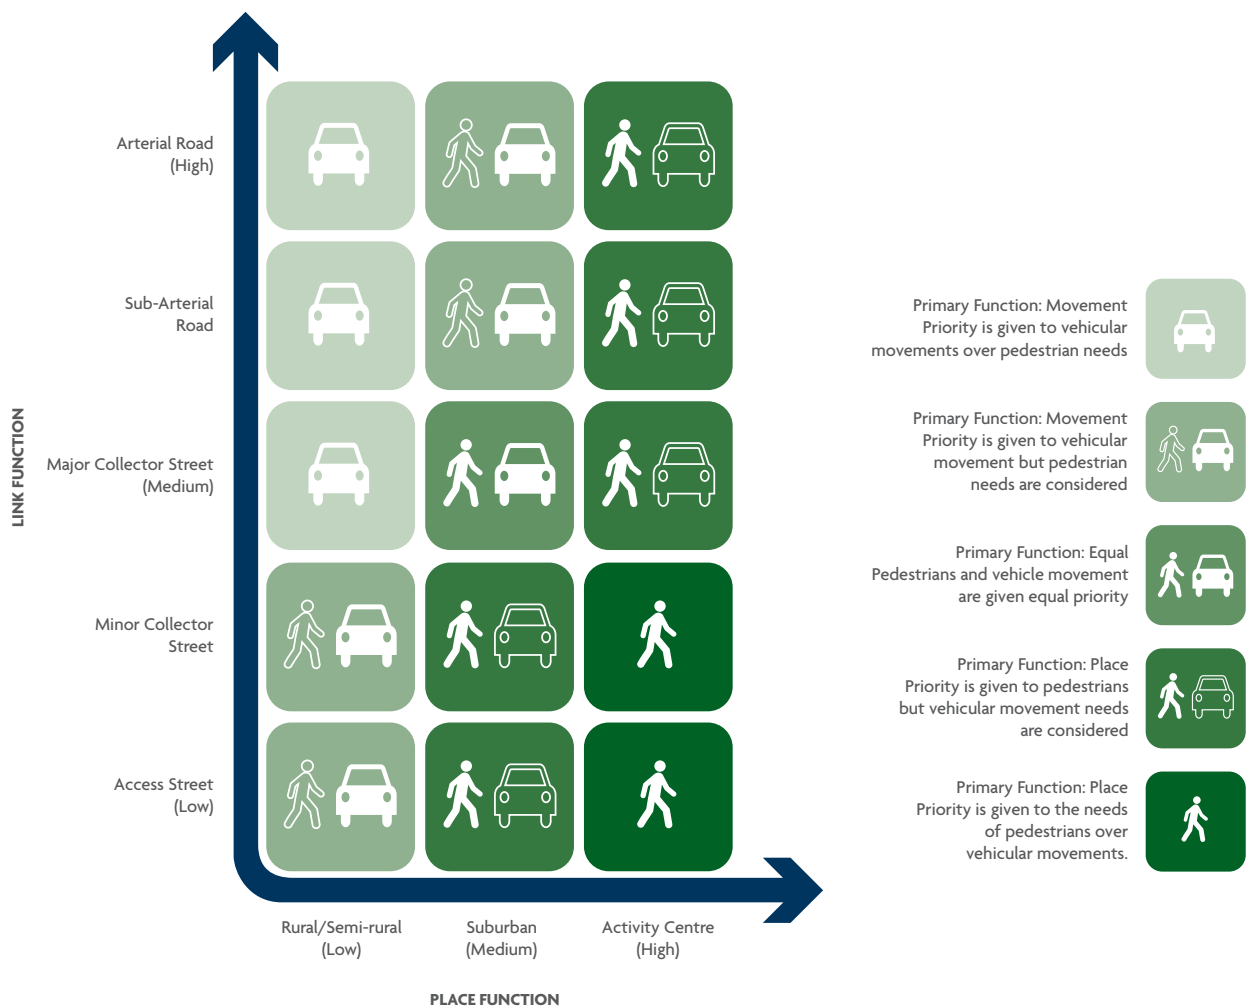 LINK FUNCTION
Arterial Road
(High)
Sub-Arterial
Road
Major Collector Street
(Medium)
Minor Collector
Street
Access Street
(Low)
Rural/Semi-rural
(Low)
Suburban
(Medium)
Activity Centre
(High)
PLACE FUNCTION
Primary Function: Movement
Priority is given to vehicular
movements over pedestrian needs
Primary Function: Movement
Priority is given to vehicular
movement but pedestrian
needs are considered
Primary Function: Equal
Pedestrians and vehicle movement
are given equal priority
Primary Function: Place
Priority is given to pedestrians
but vehicular movement needs
are considered
Primary Function: Place
Priority is given to the needs
of pedestrians over
vehicular movements.